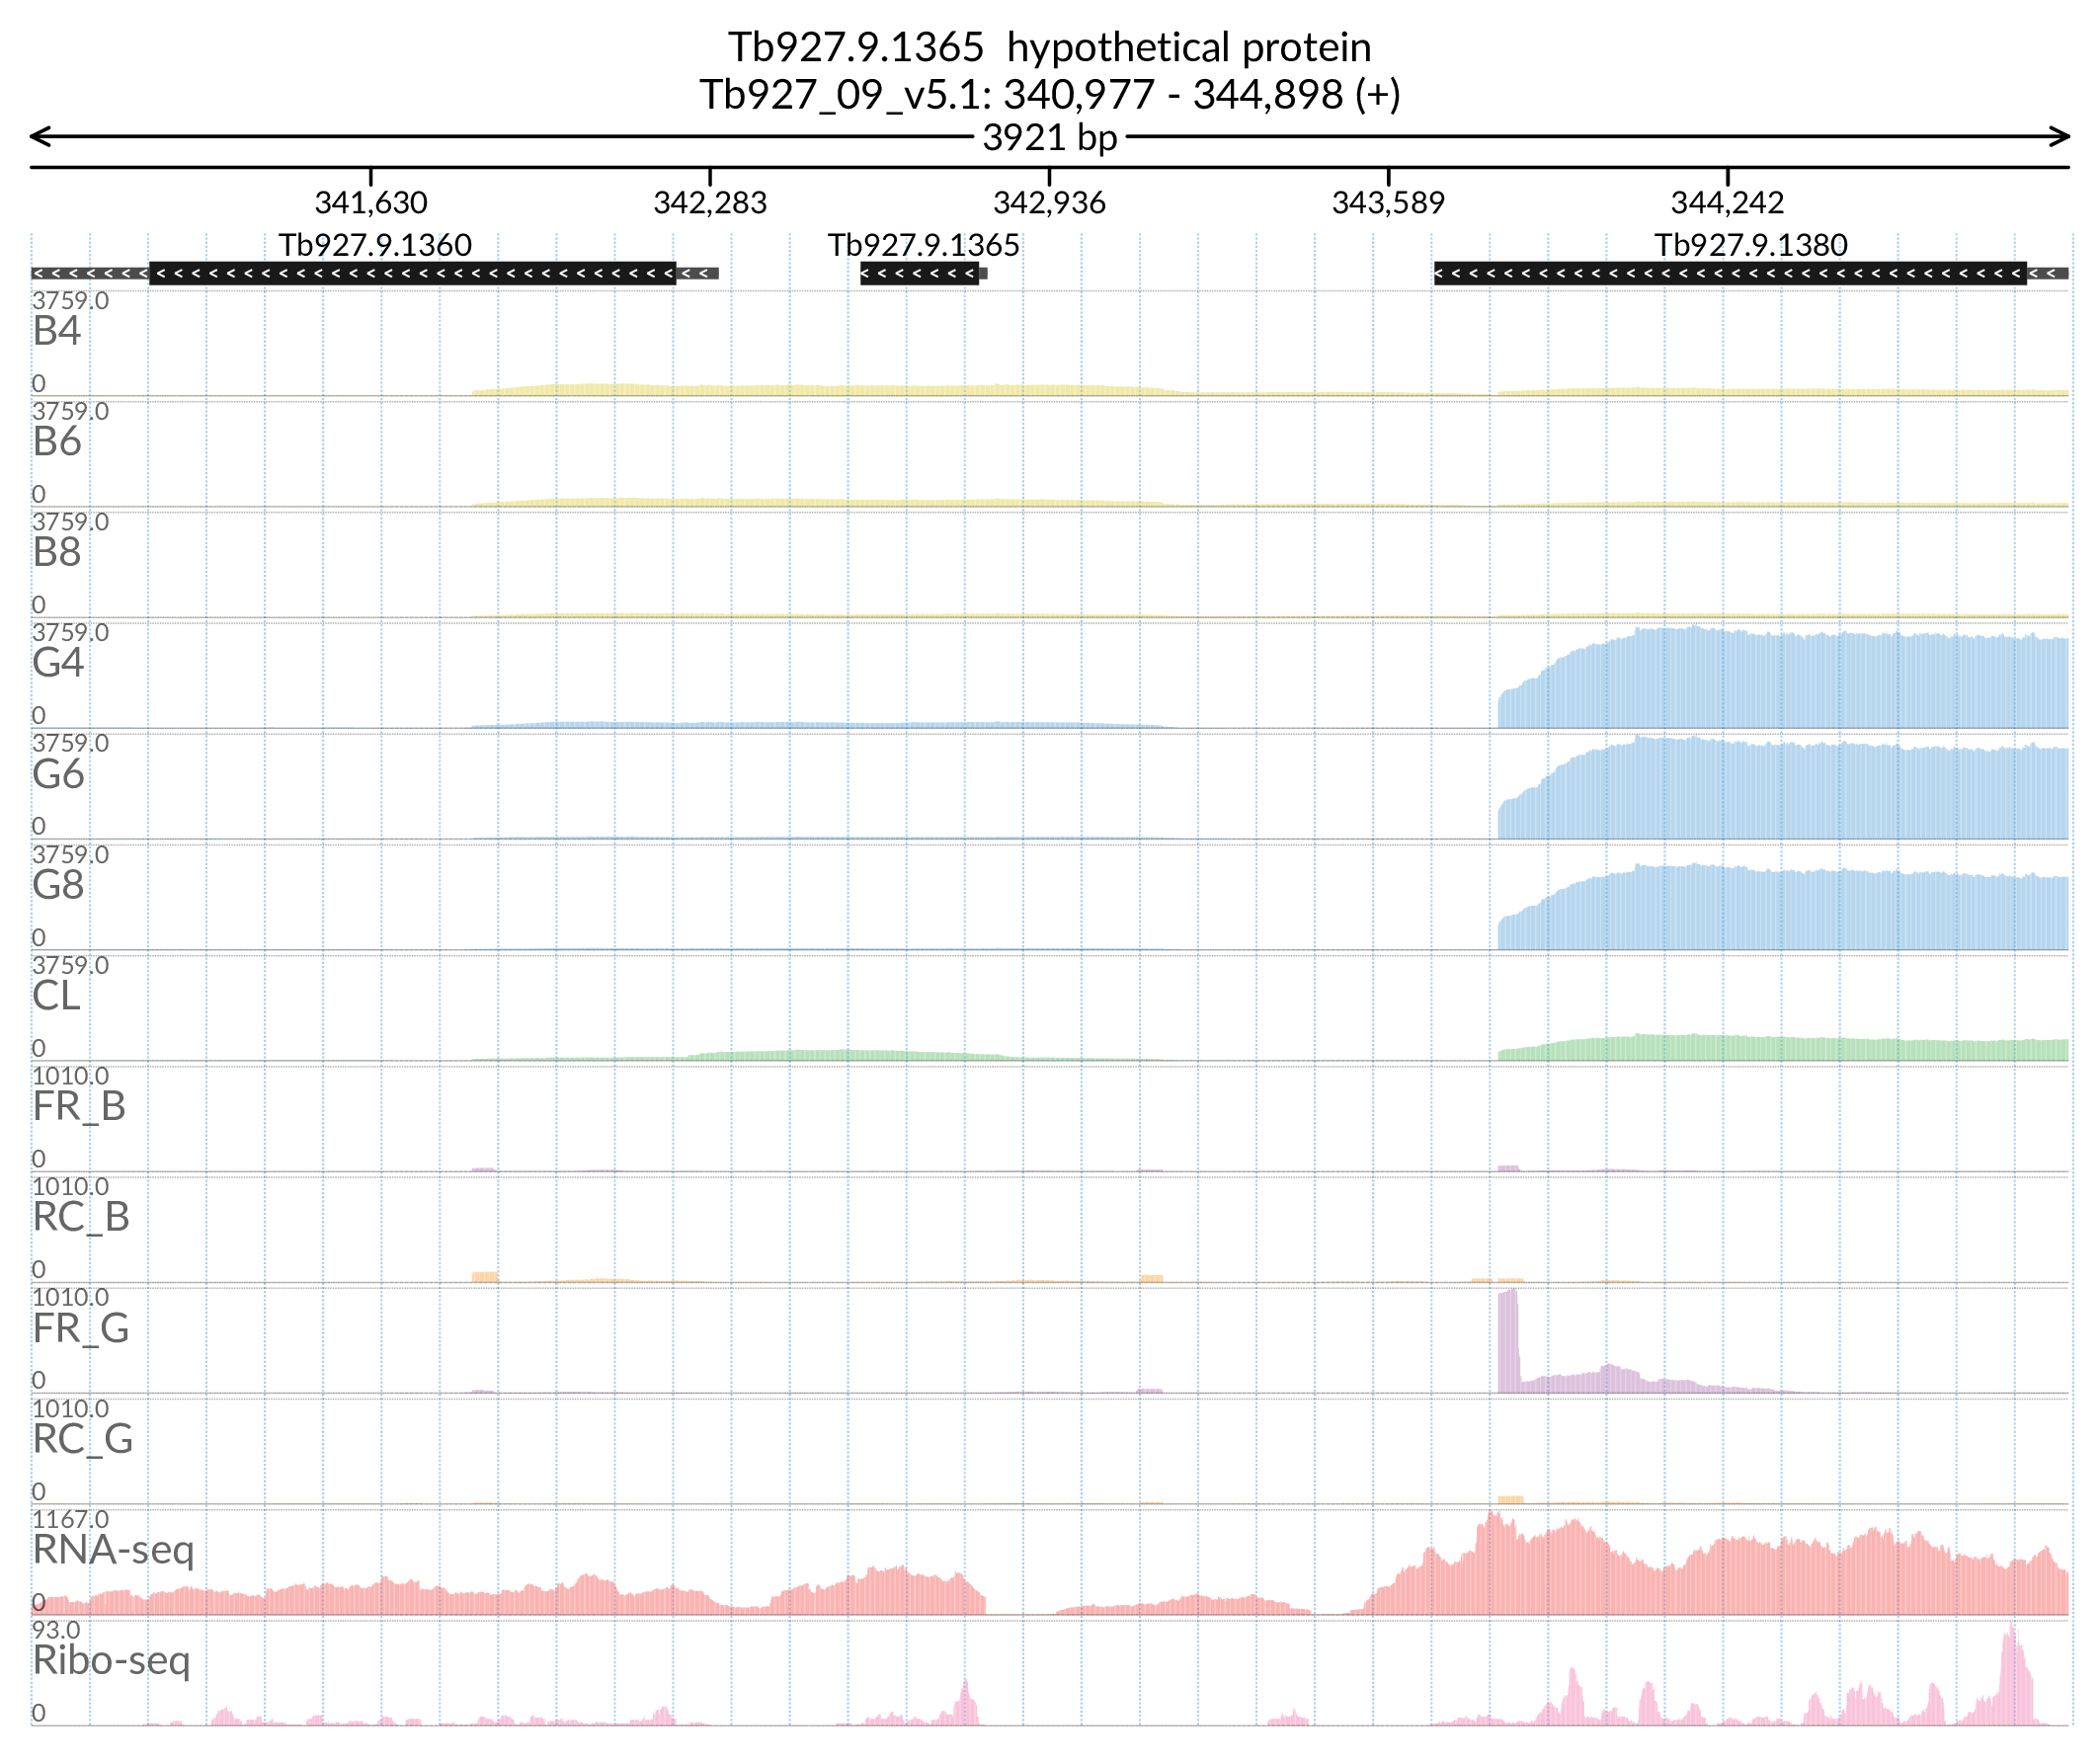 Tb927.9.1365 hypothetical protein
Tb927_09_v5.1: 340,977 - 344,898 (+)
3921 bp
341,630 342,283 342,936 343,589 344,242
Tb927.9.1360 Tb927.9.1365 Tb927.9.1380
3759.0
B4
0
3759.0
B6
0
3759.0
B8
0
3759.0
G4
0
3759.0
G6
0
3759.0
G8
0
3759.0
CL
0
1010.0
FR_B
0
1010.0
RC_B
0
1010.0
FR_G
0
1010.0
RC_G
0
1167.0
RNA-seq
0
93.0
Ribo-seq
0